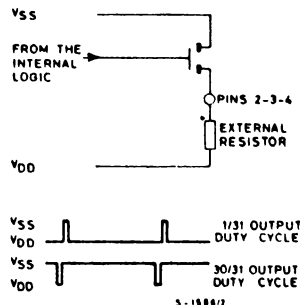 VSS
FROM THE
INTERNAL
LOGIC
PINS 2-3-4
EXTERNAL
RESISTOR
VDD
VSS
VDD
1/31 OUTPUT
DUTY CYCLE
VSS
VDD
30/31 OUTPUT
DUTY CYCLE